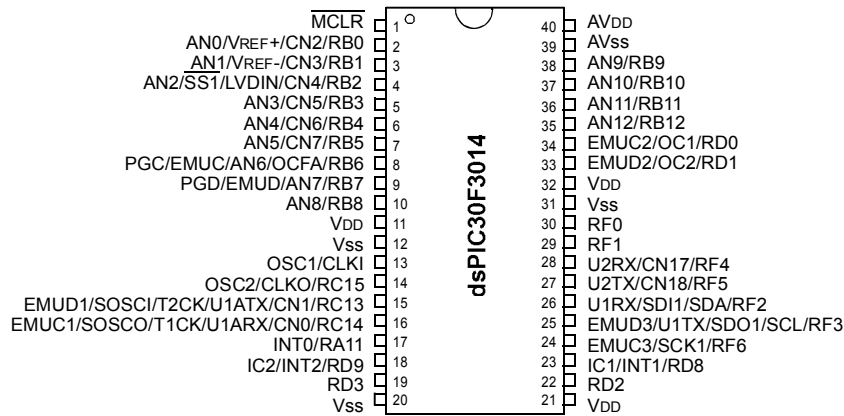 MCLR 1 40 AVDD
AN0/VREF+/CN2/RB0 2 39 AVss
AN1/VREF-/CN3/RB1 3 38 AN9/RB9
AN2/SS1/LVDIN/CN4/RB2 4 37 AN10/RB10
AN3/CN5/RB3 5 36 AN11/RB11
AN4/CN6/RB4 6 35 AN12/RB12
AN5/CN7/RB5 7 34 EMUC2/OC1/RD0
PGC/EMUC/AN6/OCFA/RB6 8 33 EMUD2/OC2/RD1
PGD/EMUD/AN7/RB7 9 32 VDD
AN8/RB8 10 31 Vss
VDD 11 30 RF0
Vss 12 29 RF1
OSC1/CLKI 13 28 U2RX/CN17/RF4
OSC2/CLKO/RC15 14 27 U2TX/CN18/RF5
EMUD1/SOSCI/T2CK/U1ATX/CN1/RC13 15 26 U1RX/SDI1/SDA/RF2
EMUC1/SOSCO/T1CK/U1ARX/CN0/RC14 16 25 EMUD3/U1TX/SDO1/SCL/RF3
INT0/RA11 17 24 EMUC3/SCK1/RF6
IC2/INT2/RD9 18 23 IC1/INT1/RD8
RD3 19 22 RD2
Vss 20 21 VDD
dsPIC30F3014